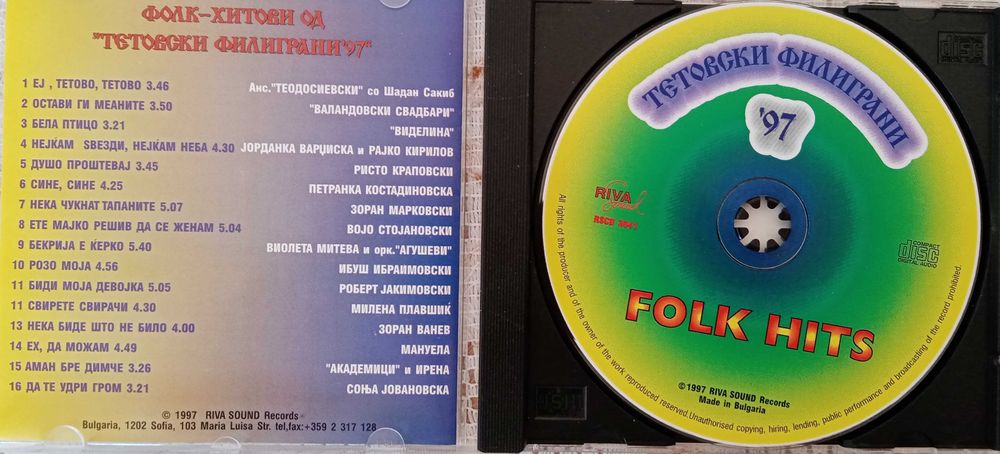 ФОЛК-ХИТОВИ ОД
"ТЕТОВСКИ ФИЛИГРАНИ'97"
1 ЕЈ , ТЕТОВО, ТЕТОВО 3.46 Анс."ТЕОДОСИЕВСКИ" со Шадан Сакиб
2 ОСТАВИ ГИ МЕАНИТЕ 3.50 "ВАЛАНДОВСКИ СВАДБАРИ"
3 БЕЛА ПТИЦО 3.21 "ВИДЕЛИНА"
4 НЕЈЌАМ ЅВЕЗДИ, НЕЈЌАМ НЕБА 4.30 ЈОРДАНКА ВАРЏИСКА и РАЈКО КИРИЛОВ
5 ДУШО ПРОШТЕВАЈ 3.45 РИСТО КРАПОВСКИ
6 СИНЕ, СИНЕ 4.25 ПЕТРАНКА КОСТАДИНОВСКА
7 НЕКА ЧУКНАТ ТАПАНИТЕ 5.07 ЗОРАН МАРКОВСКИ
8 ЕТЕ МАЈКО РЕШИВ ДА СЕ ЖЕНАМ 5.04 ВОЈО СТОЈАНОВСКИ
9 БЕКРИЈА Е ЌЕРКО 5.40 ВИОЛЕТА МИТЕВА и орк."АГУШЕВИ"
10 РОЗО МОЈА 4.56 ИБУШ ИБРАИМОВСКИ
11 БИДИ МОЈА ДЕВОЈКА 5.05 РОБЕРТ ЈАКИМОВСКИ
11 СВИРЕТЕ СВИРАЧИ 4.30 МИЛЕНА ПЛАВШИЌ
13 НЕКА БИДЕ ШТО НЕ БИЛО 4.00 ЗОРАН ВАНЕВ
14 ЕХ, ДА МОЖАМ 4.49 МАНУЕЛА
15 АМАН БРЕ ДИМЧЕ 3.26 "АКАДЕМИЦИ" и ИРЕНА
16 ДА ТЕ УДРИ ГРОМ 3.21 СОЊА ЈОВАНОВСКА
© 1997 RIVA SOUND Records
Bulgaria, 1202 Sofia, 103 Maria Luisa Str. tel,fax:+359 2 317 128
ТЕТОВСКИ ФИЛИГРАНИ
'97
RIVA
Sound
RSCD
COMPACT
disc
DIGITAL AUDIO
FOLK HITS
© 1997 RIVA SOUND Records
Made in Bulgaria
All rights of the producer and of the owner of the work reproduced reserved.Unauthorised copying, hiring, lending, public performance and broadcasting of the record prohibited.
disc